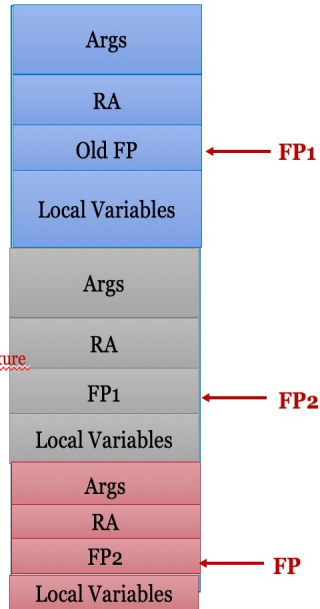 Args
RA
Old FP
FP1
Local Variables
Args
RA
ture
FP1
FP2
Local Variables
Args
RA
FP2
FP
Local Variables